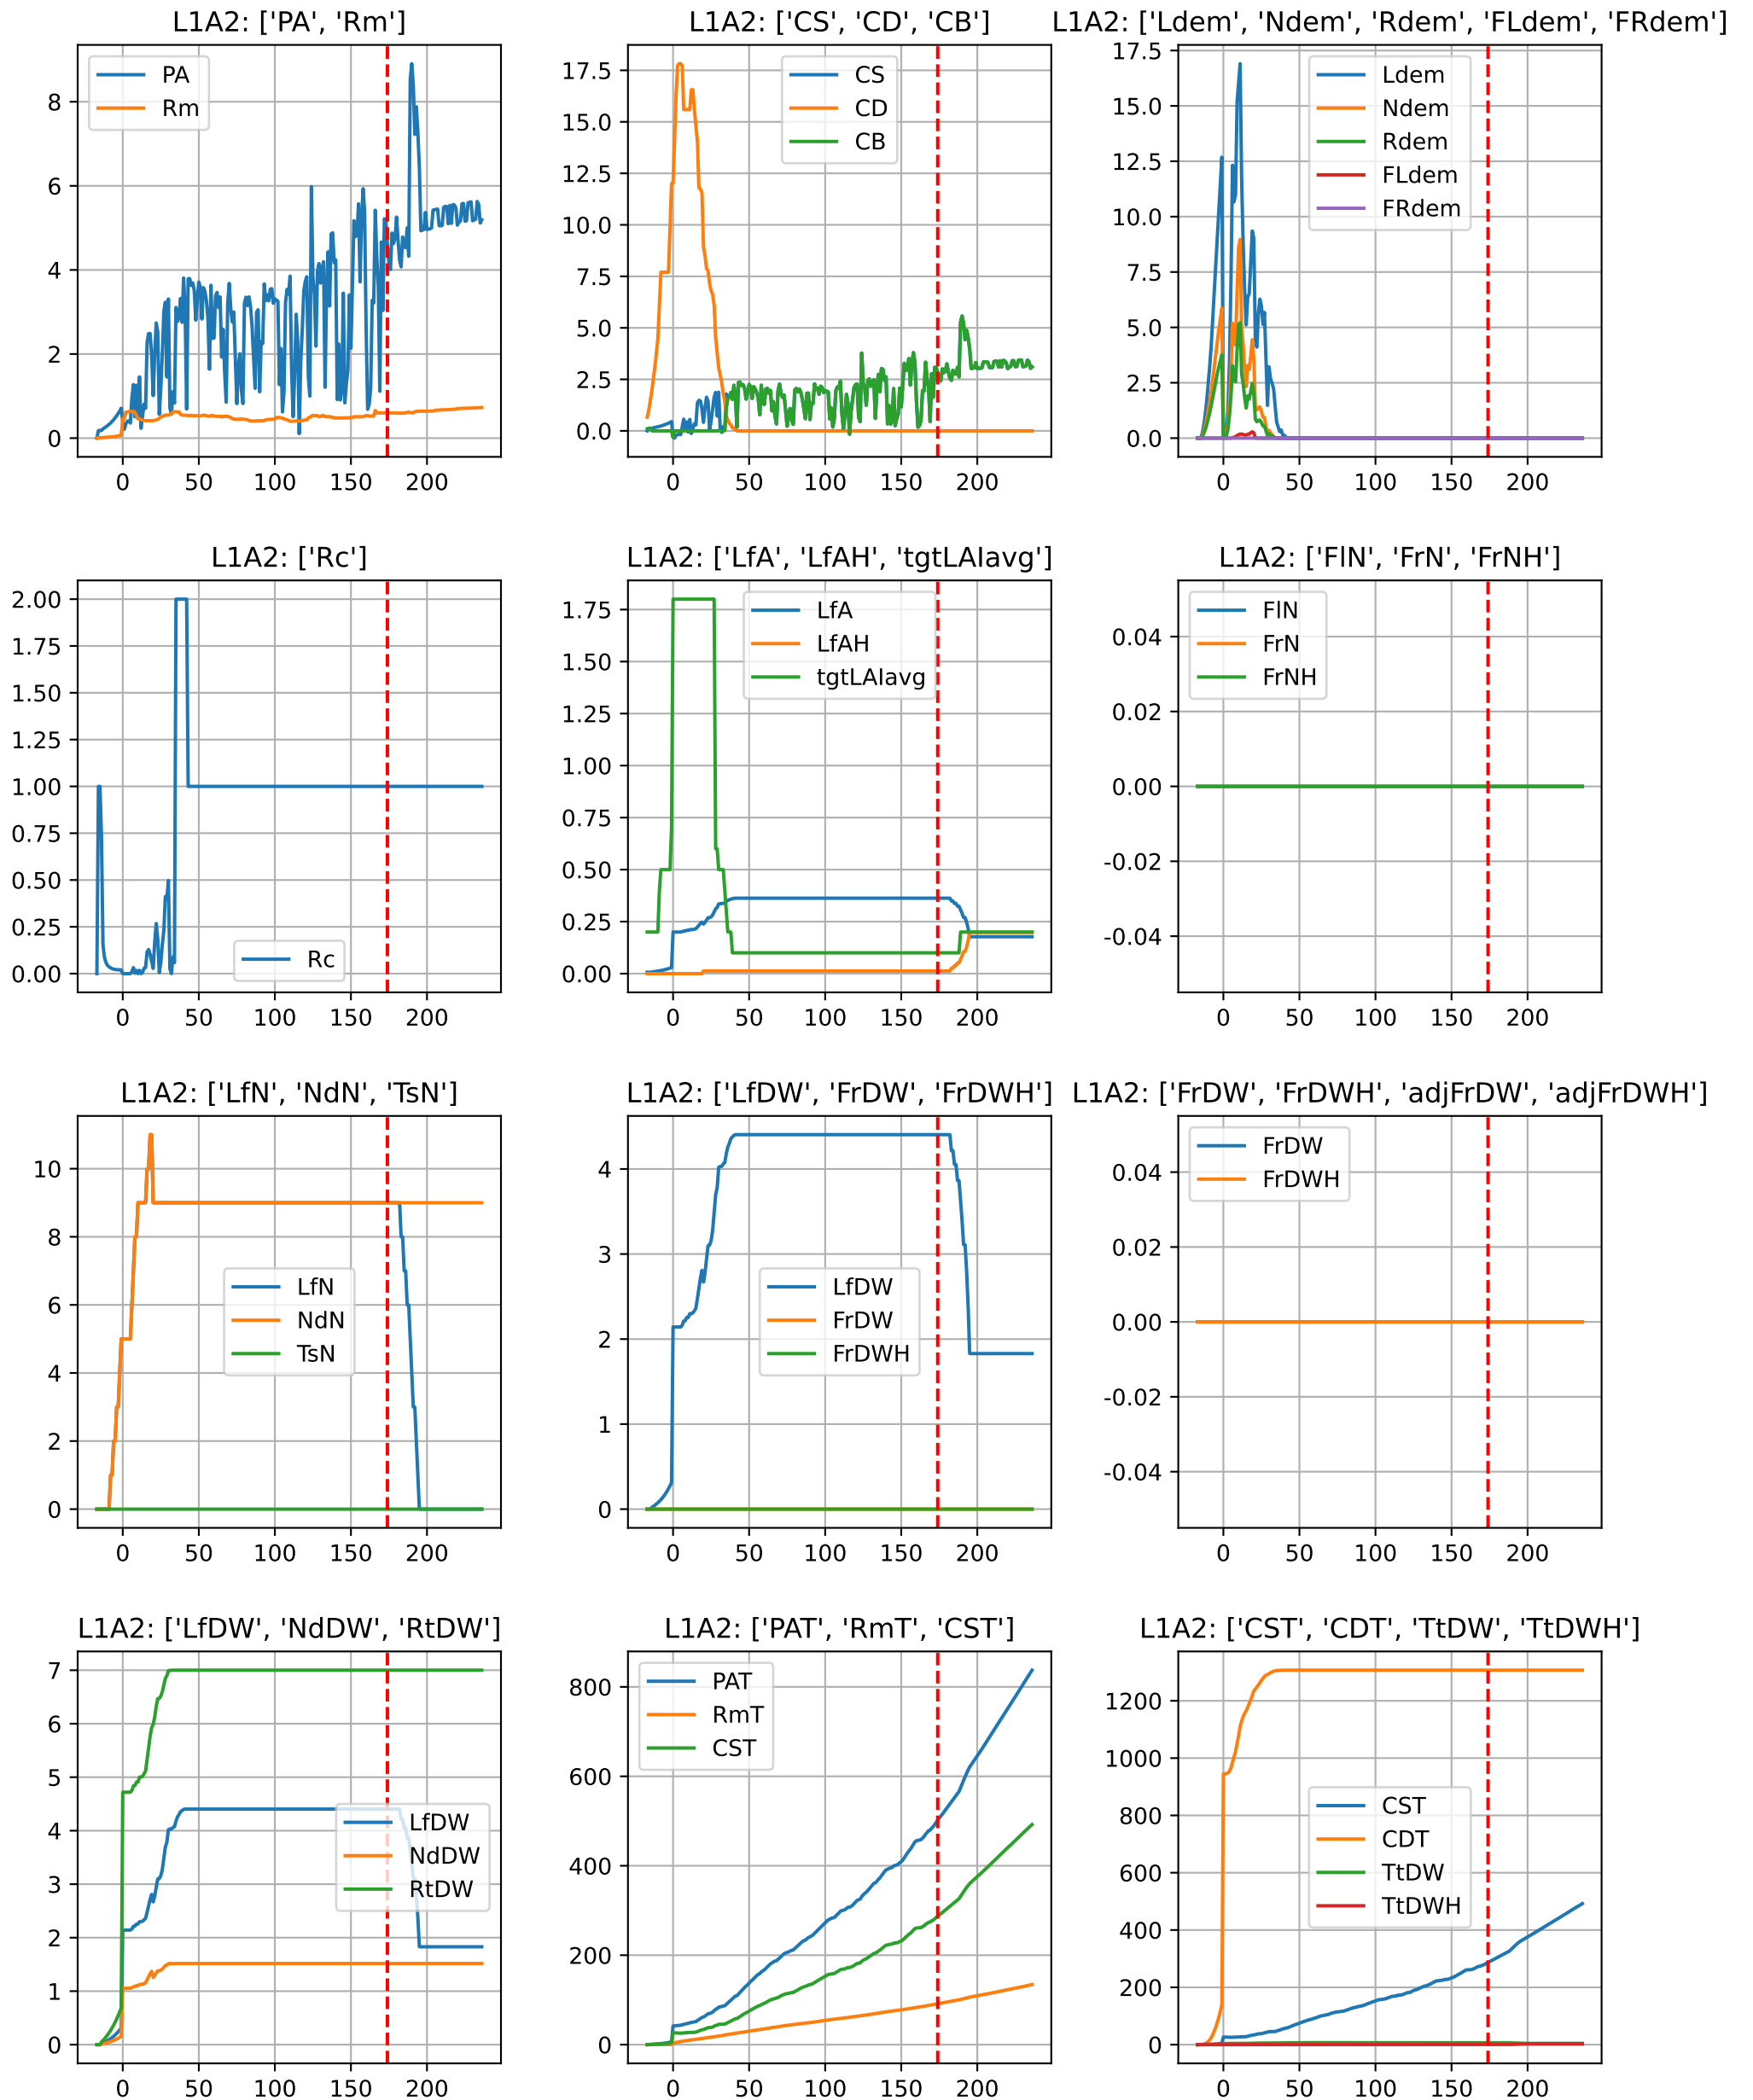 L1A2: ['PA', 'Rm']
PA
Rm
8
6
4
2
0
0 50 100 150 200
L1A2: ['CS', 'CD', 'CB']
CS
CD
CB
17.5
15.0
12.5
10.0
7.5
5.0
2.5
0.0
0 50 100 150 200
L1A2: ['Ldem', 'Ndem', 'Rdem', 'FLdem', 'FRdem']
Ldem
Ndem
Rdem
FLdem
FRdem
17.5
15.0
12.5
10.0
7.5
5.0
2.5
0.0
0 50 100 150 200
L1A2: ['Rc']
2.00
1.75
1.50
1.25
1.00
0.75
0.50
0.25
0.00
Rc
0 50 100 150 200
L1A2: ['LfA', 'LfAH', 'tgtLAIavg']
LfA
LfAH
tgtLAIavg
1.75
1.50
1.25
1.00
0.75
0.50
0.25
0.00
0 50 100 150 200
L1A2: ['FlN', 'FrN', 'FrNH']
FlN
FrN
FrNH
0.04
0.02
0.00
-0.02
-0.04
0 50 100 150 200
L1A2: ['LfN', 'NdN', 'TsN']
10
8
6
4
2
0
LfN
NdN
TsN
0 50 100 150 200
L1A2: ['LfDW', 'FrDW', 'FrDWH']
4
3
2
1
0
LfDW
FrDW
FrDWH
0 50 100 150 200
L1A2: ['FrDW', 'FrDWH', 'adjFrDW', 'adjFrDWH']
FrDW
FrDWH
0.04
0.02
0.00
-0.02
-0.04
0 50 100 150 200
L1A2: ['LfDW', 'NdDW', 'RtDW']
7
6
5
4
3
2
1
0
LfDW
NdDW
RtDW
0 50 100 150 200
L1A2: ['PAT', 'RmT', 'CST']
PAT
RmT
CST
800
600
400
200
0
0 50 100 150 200
L1A2: ['CST', 'CDT', 'TtDW', 'TtDWH']
1200
1000
800
600
400
200
0
CST
CDT
TtDW
TtDWH
0 50 100 150 200